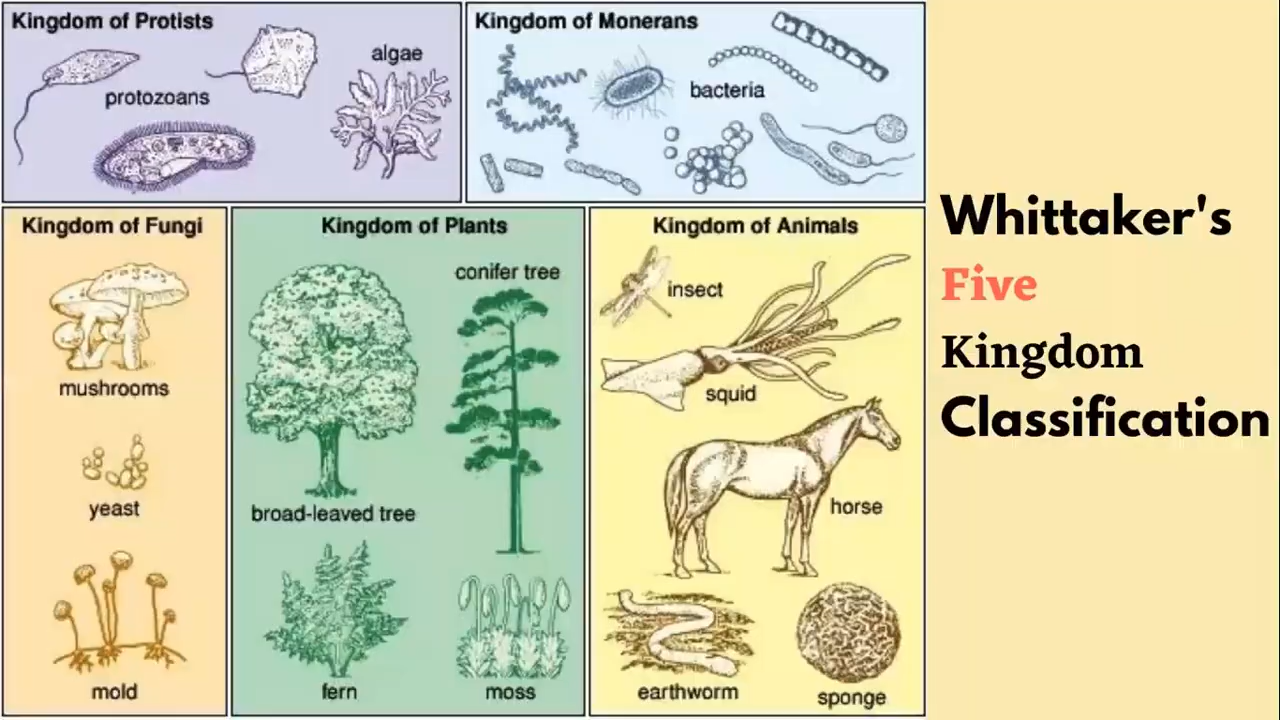 Kingdom of Protists
algae
protozoans
Kingdom of Monerans
bacteria
Kingdom of Fungi
mushrooms
yeast
mold
Kingdom of Plants
conifer tree
broad-leaved tree
fern
moss
Kingdom of Animals
insect
squid
horse
earthworm
sponge
Whittaker's
Five
Kingdom
Classification